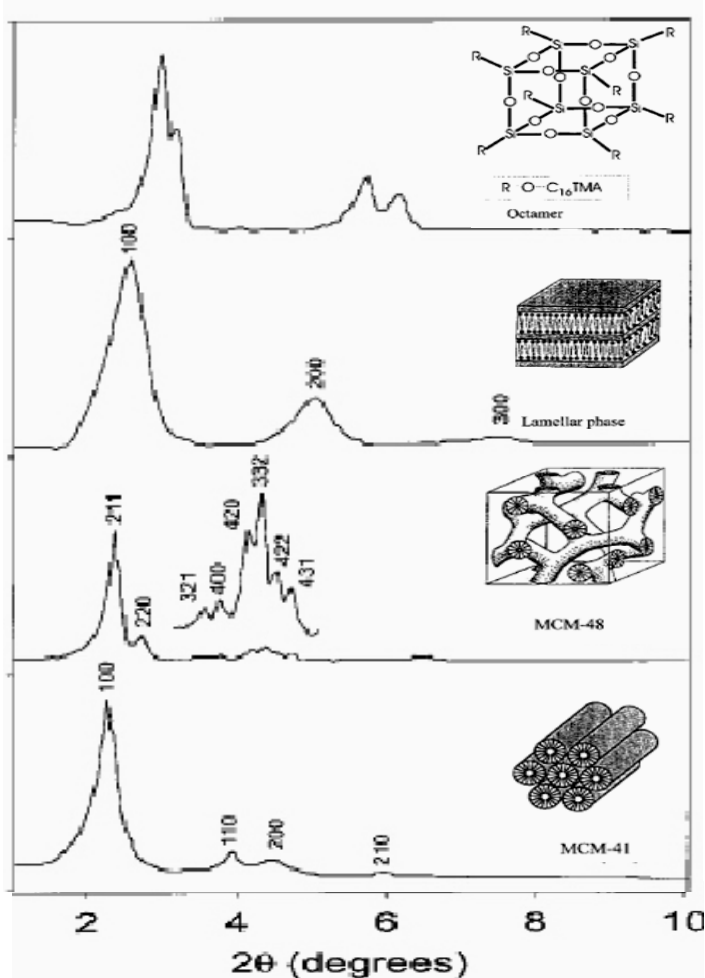 R Si O Si R
O O
R Si O Si R
O O O O
R Si O Si R
O O
R Si O Si R
R O--C16TMA
Octamer
100
200
300
Lamellar phase
211
220
321
400
420
332
422
431
MCM-48
100
110
200
210
MCM-41
2 4 6 8 10
2θ (degrees)